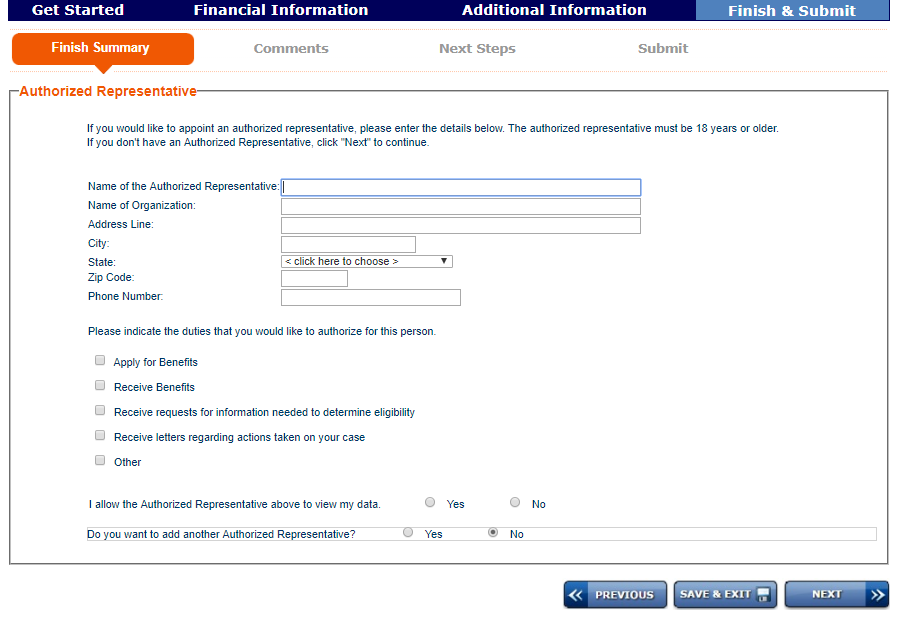 Get Started Financial Information Additional Information Finish & Submit
Finish Summary Comments Next Steps Submit
Authorized Representative
If you would like to appoint an authorized representative, please enter the details below. The authorized representative must be 18 years or older.
If you don't have an Authorized Representative, click "Next" to continue.
Name of the Authorized Representative:
Name of Organization:
Address Line:
City:
State: < click here to choose >
Zip Code:
Phone Number:
Please indicate the duties that you would like to authorize for this person.
Apply for Benefits
Receive Benefits
Receive requests for information needed to determine eligibility
Receive letters regarding actions taken on your case
Other
I allow the Authorized Representative above to view my data. Yes No
Do you want to add another Authorized Representative? Yes No
PREVIOUS SAVE & EXIT NEXT